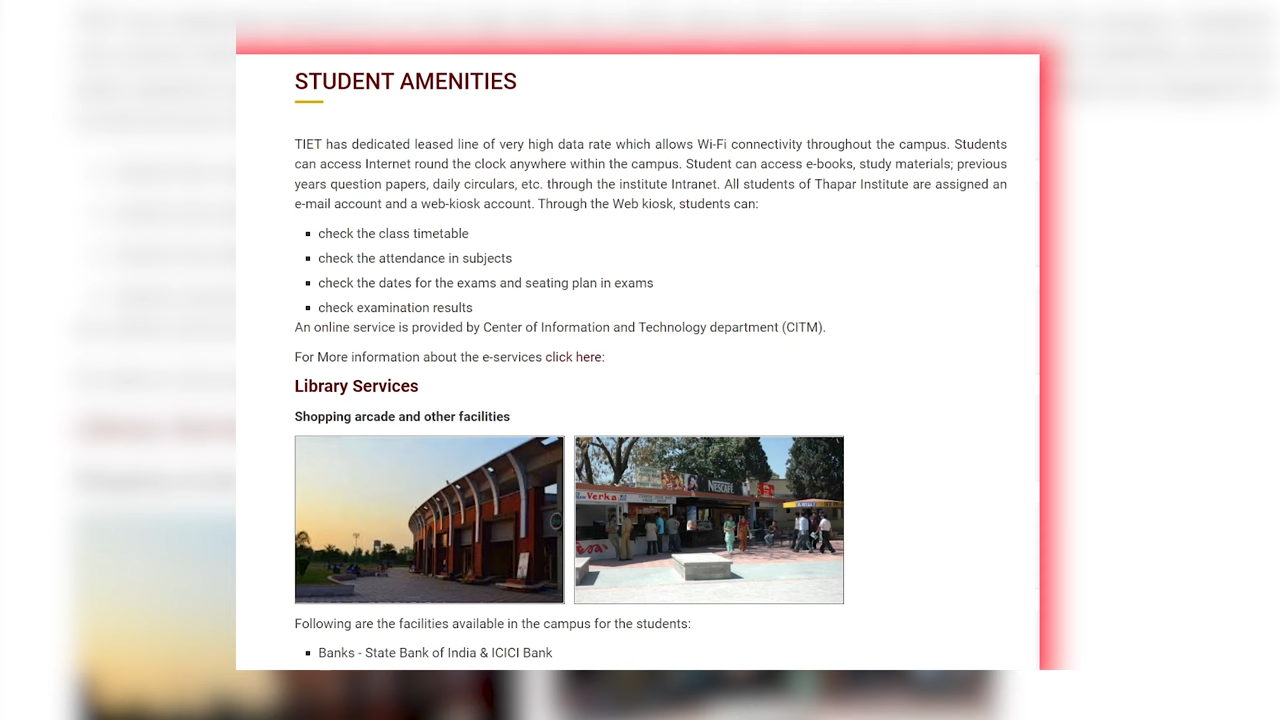 STUDENT AMENITIES
TIET has dedicated leased line of very high data rate which allows Wi-Fi connectivity throughout the campus. Students
can access Internet round the clock anywhere within the campus. Student can access e-books, study materials; previous
years question papers, daily circulars, etc. through the institute Intranet. All students of Thapar Institute are assigned an
e-mail account and a web-kiosk account. Through the Web kiosk, students can:
check the class timetable
check the attendance in subjects
check the dates for the exams and seating plan in exams
check examination results
An online service is provided by Center of Information and Technology department (CITM).
For More information about the e-services click here:
Library Services
Shopping arcade and other facilities
Verka
NESCAFÉ
Following are the facilities available in the campus for the students:
Banks - State Bank of India & ICICI Bank